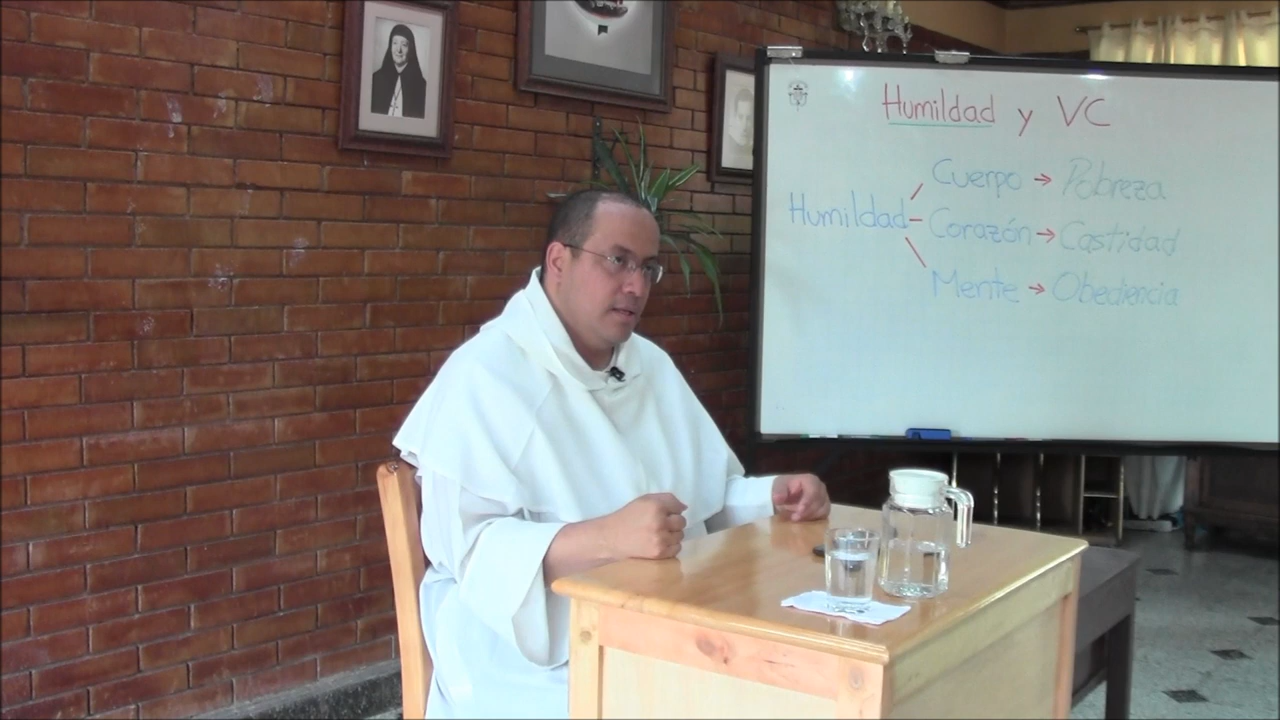 Humildad y VC
Cuerpo → Pobreza
Humildad - Corazón → Castidad
Mente → Obediencia